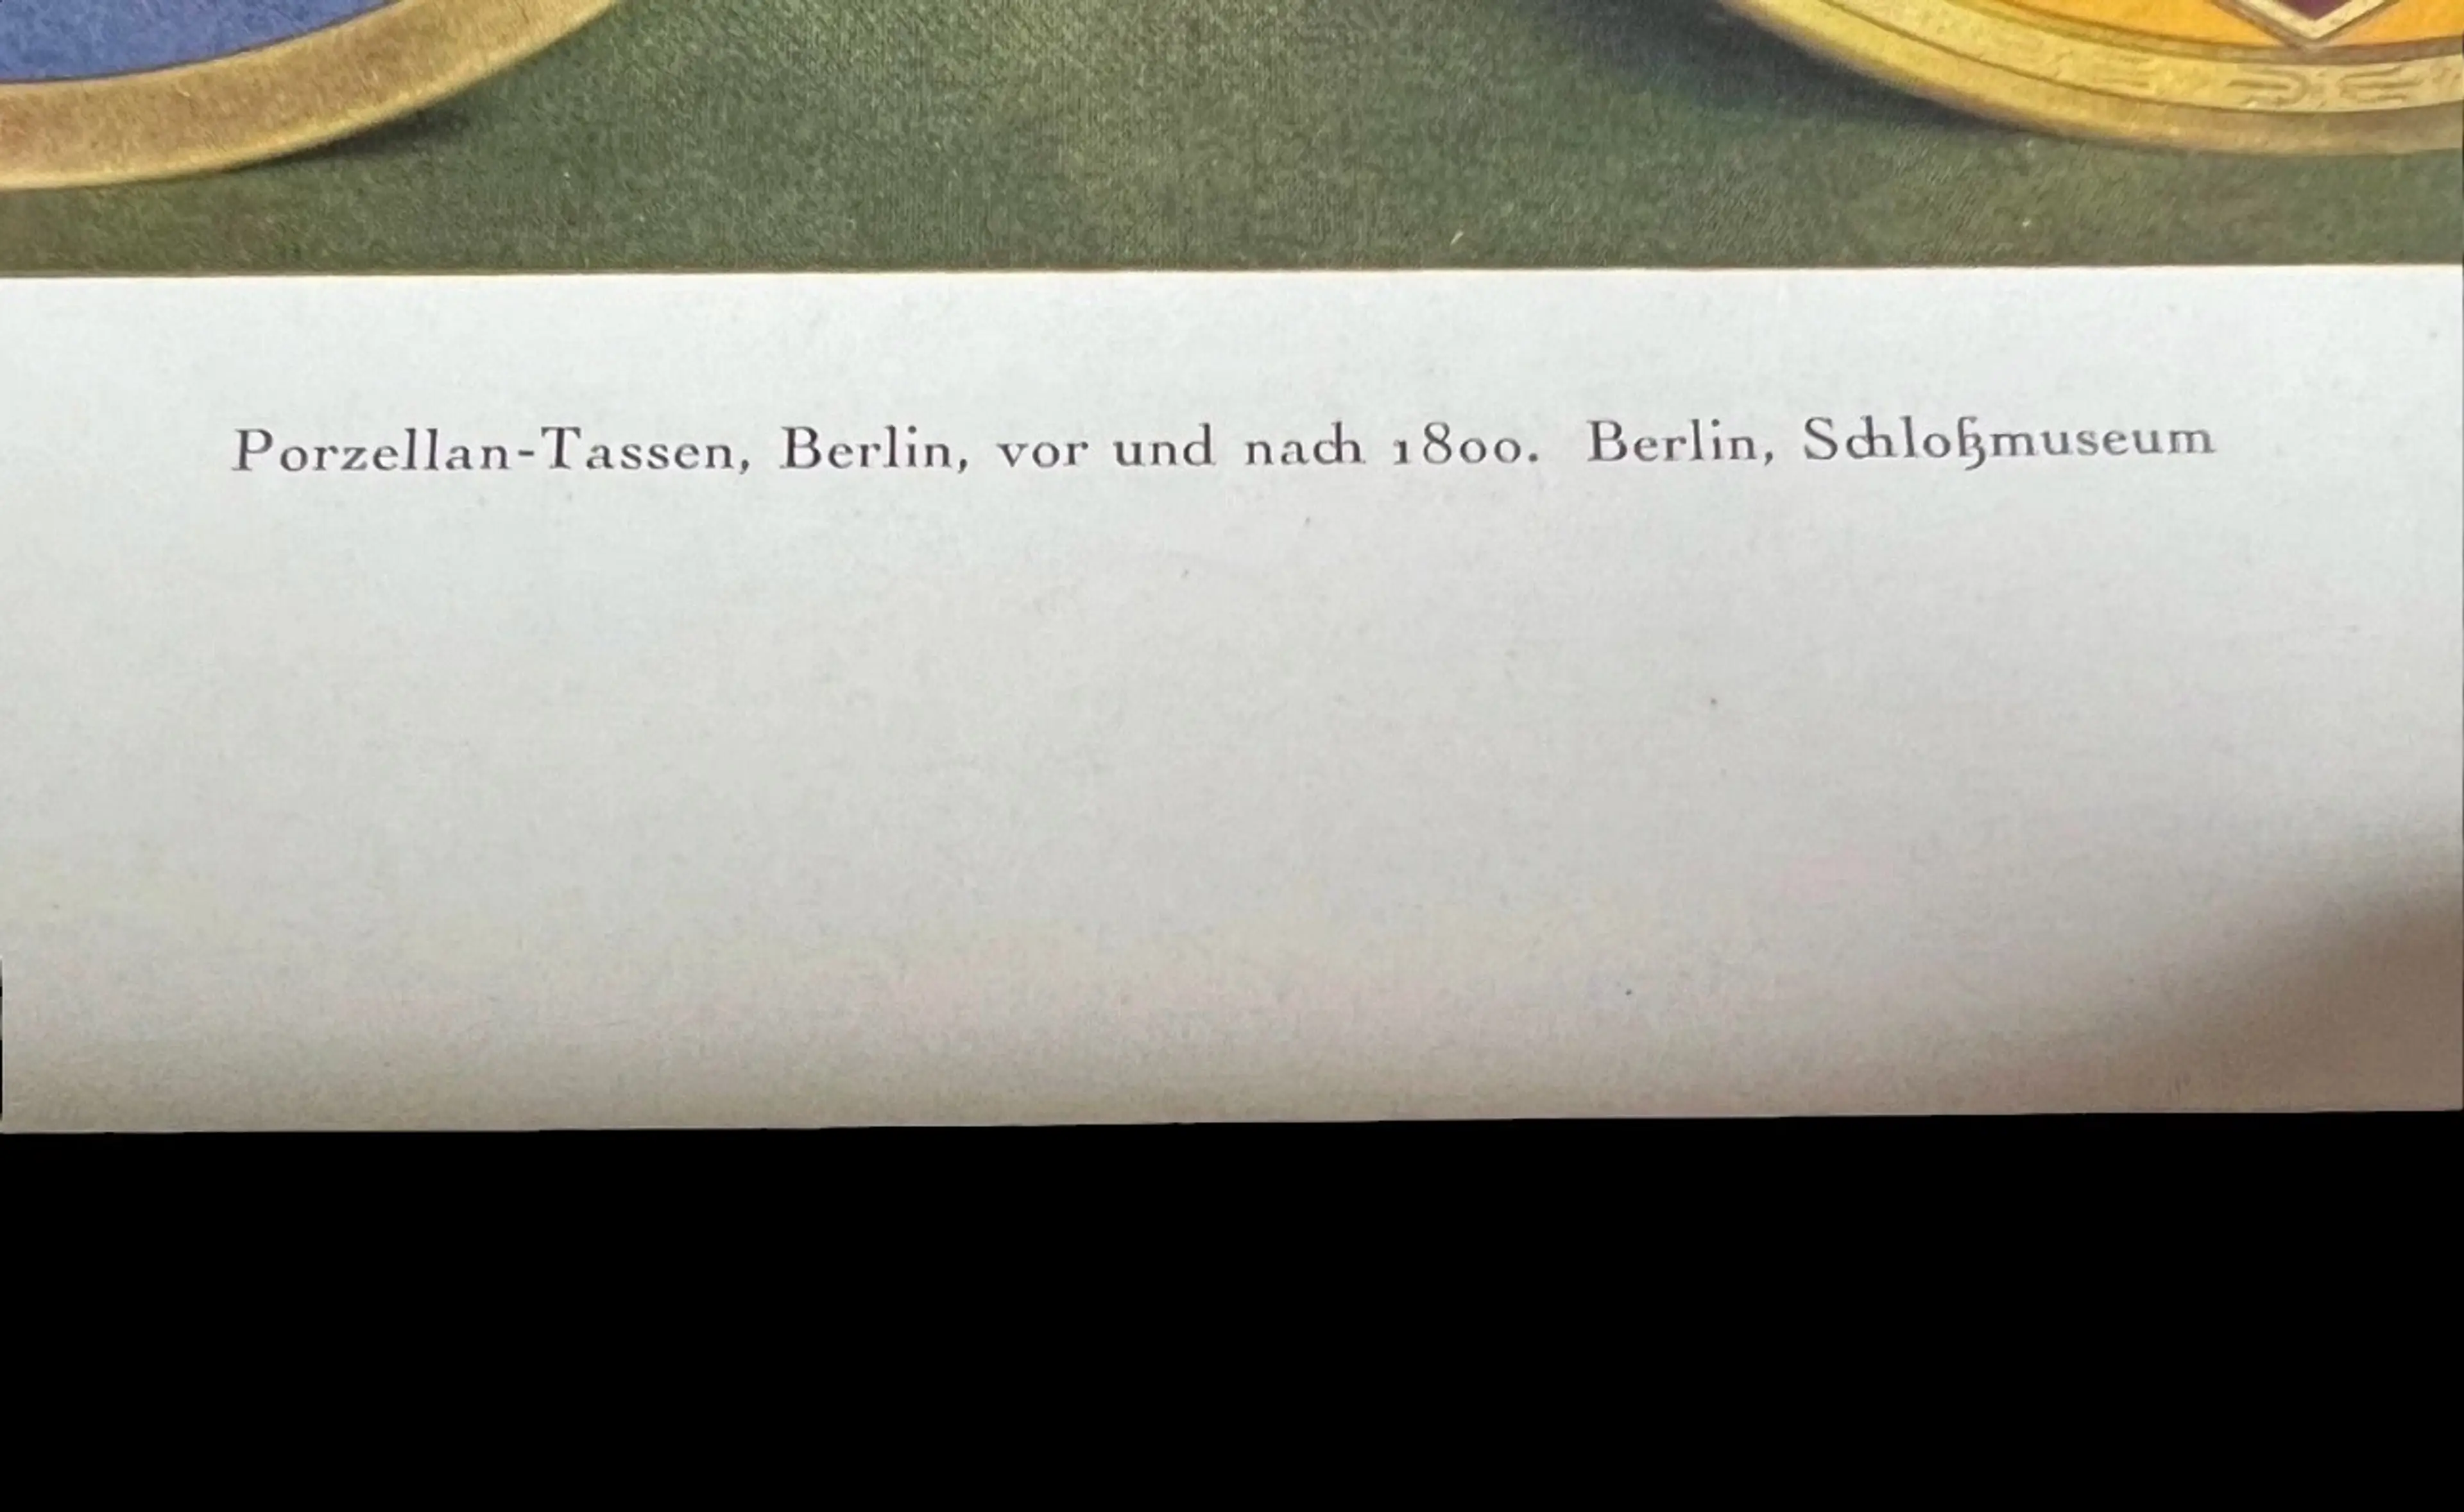 Porzellan-Tassen, Berlin, vor und nach 1800. Berlin, Schloßmuseum